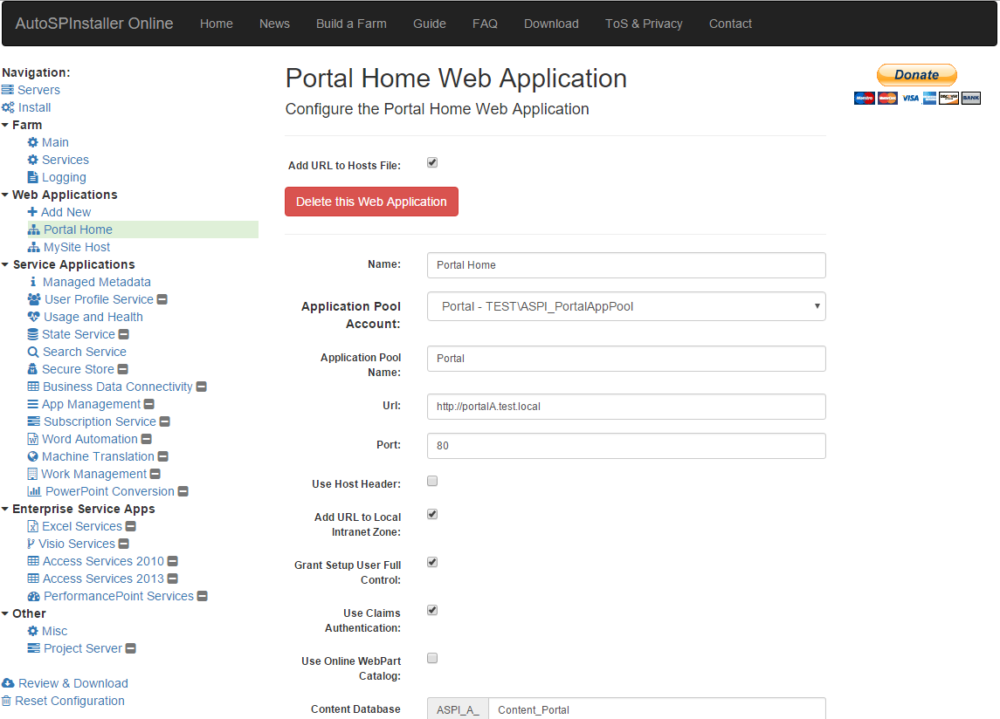 AutoSPInstaller Online Home News Build a Farm Guide FAQ Download ToS & Privacy Contact
Navigation:
Servers
Install
Farm
Main
Services
Logging
Web Applications
Add New
Portal Home
MySite Host
Service Applications
Managed Metadata
User Profile Service
Usage and Health
State Service
Search Service
Secure Store
Business Data Connectivity
App Management
Subscription Service
Word Automation
Machine Translation
Work Management
PowerPoint Conversion
Enterprise Service Apps
Excel Services
Visio Services
Access Services 2010
Access Services 2013
PerformancePoint Services
Other
Misc
Project Server
Review & Download
Reset Configuration
Portal Home Web Application
Configure the Portal Home Web Application
Add URL to Hosts File:
Delete this Web Application
Name: Portal Home
Application Pool
Account:
Portal - TEST\ASPI_PortalAppPool
Application Pool
Name:
Portal
Url: http://portalA.test.local
Port: 80
Use Host Header:
Add URL to Local
Intranet Zone:
Grant Setup User Full
Control:
Use Claims
Authentication:
Use Online WebPart
Catalog:
Content Database ASPI_A_ Content_Portal
Donate
Maestro MasterCard VISA DISCOVER BANK